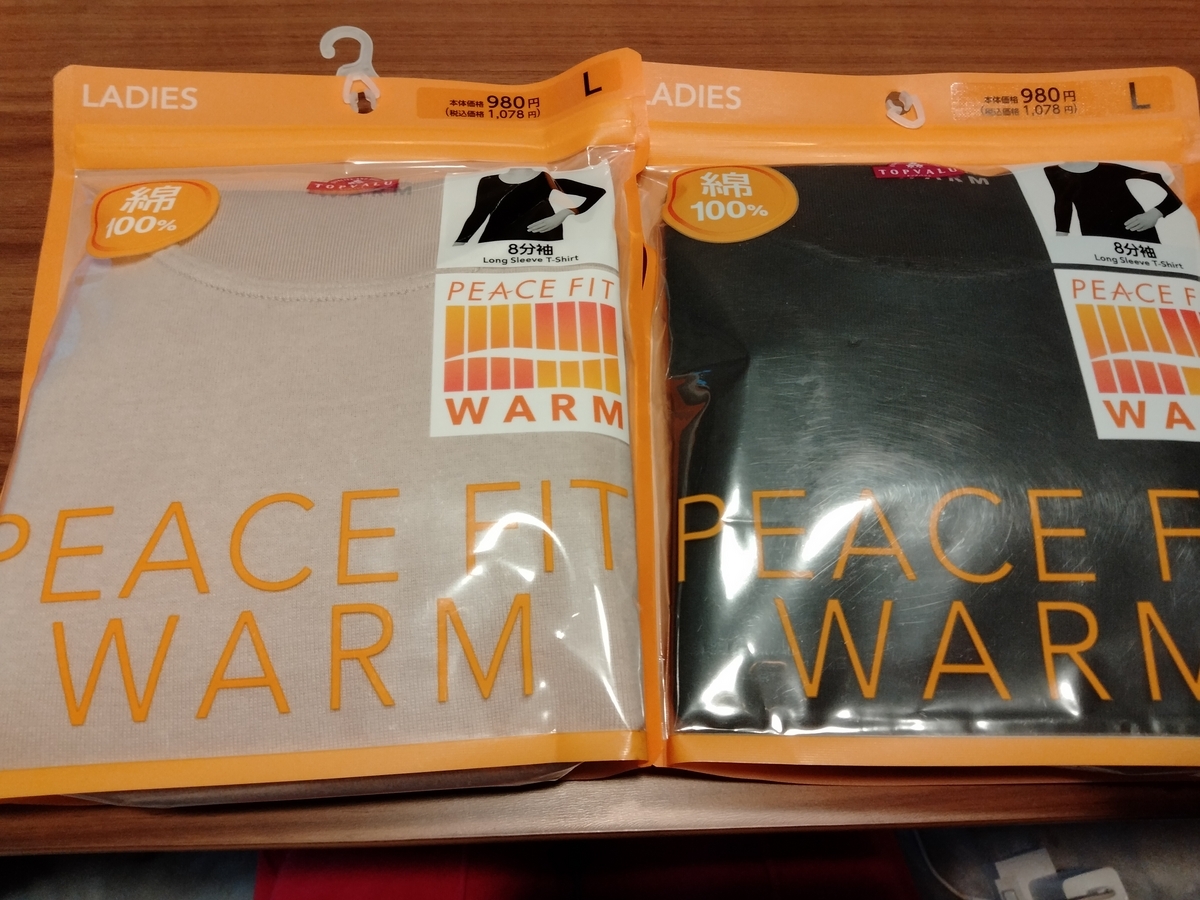 LADIES
本体価格 980円
(税込価格 1,078円)
L
綿
100%
TOPVALU
8分袖
Long Sleeve T-Shirt
PEACE FIT
WARM
PEACE FIT
WARM
ADIES
本体価格 980円
(税込価格 1,078円)
L
綿
100%
TOPVALU
8分袖
Long Sleeve T-Shirt
PEACE FIT
WA
PEACE F
WARM